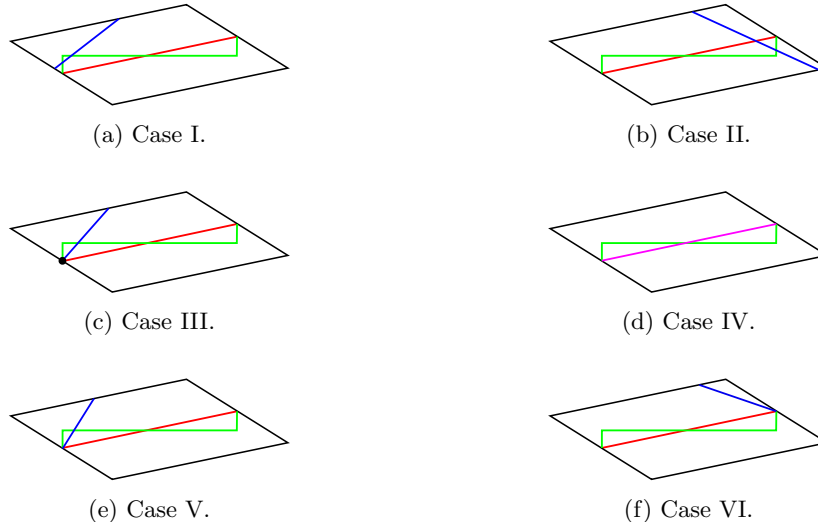 (a) Case I.
(b) Case II.
(c) Case III.
(d) Case IV.
(e) Case V.
(f) Case VI.